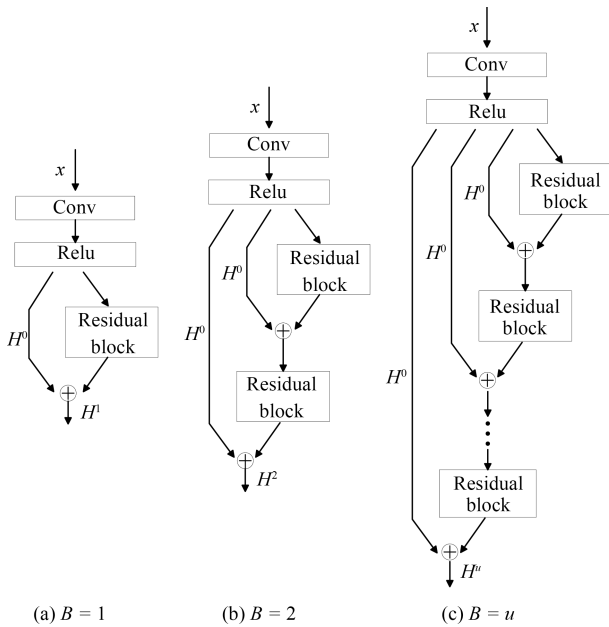 x
Conv
Relu
H⁰
Residual
block
H¹
(a) B = 1
x
Conv
Relu
H⁰
H⁰
Residual
block
Residual
block
H²
(b) B = 2
x
Conv
Relu
H⁰
H⁰
H⁰
Residual
block
Residual
block
Residual
block
Hᵘ
(c) B = u